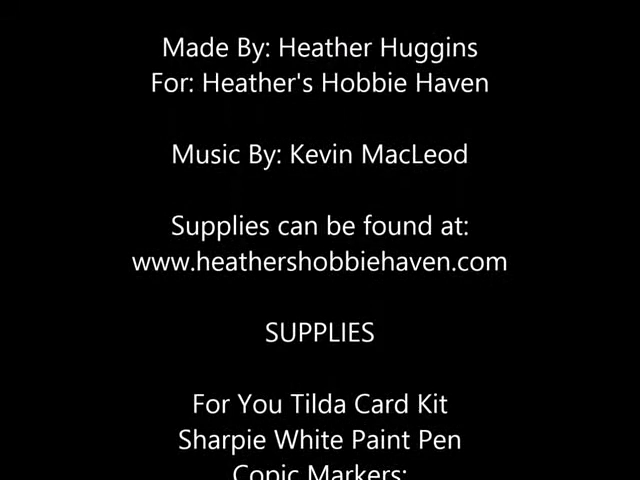 Made By: Heather Huggins
For: Heather's Hobbie Haven
Music By: Kevin MacLeod
Supplies can be found at:
www.heathershobbiehaven.com
SUPPLIES
For You Tilda Card Kit
Sharpie White Paint Pen
Copic Markers: